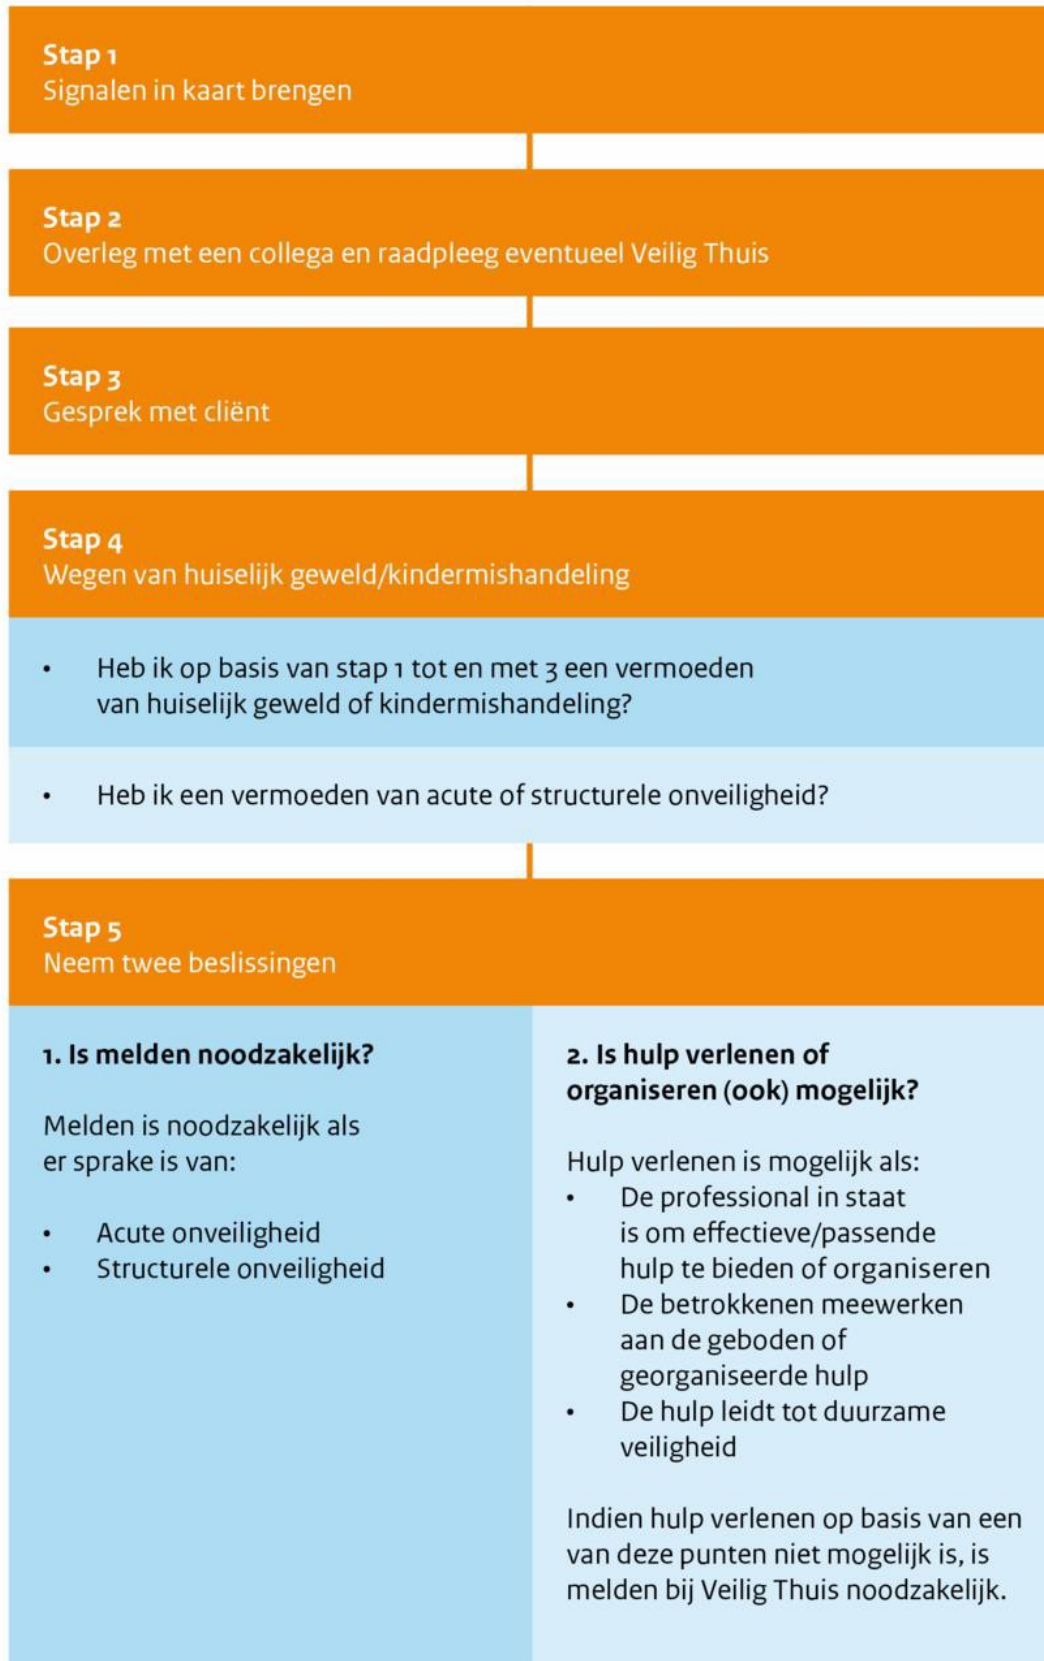 Stap 1
Signalen in kaart brengen
Stap 2
Overleg met een collega en raadpleeg eventueel Veilig Thuis
Stap 3
Gesprek met cliënt
Stap 4
Wegen van huiselijk geweld/kindermishandeling
• Heb ik op basis van stap 1 tot en met 3 een vermoeden
van huiselijk geweld of kindermishandeling?
• Heb ik een vermoeden van acute of structurele onveiligheid?
Stap 5
Neem twee beslissingen
1. Is melden noodzakelijk?
Melden is noodzakelijk als
er sprake is van:
• Acute onveiligheid
• Structurele onveiligheid
2. Is hulp verlenen of
organiseren (ook) mogelijk?
Hulp verlenen is mogelijk als:
• De professional in staat
is om effectieve/passende
hulp te bieden of organiseren
• De betrokkenen meewerken
aan de geboden of
georganiseerde hulp
• De hulp leidt tot duurzame
veiligheid
Indien hulp verlenen op basis van een
van deze punten niet mogelijk is, is
melden bij Veilig Thuis noodzakelijk.